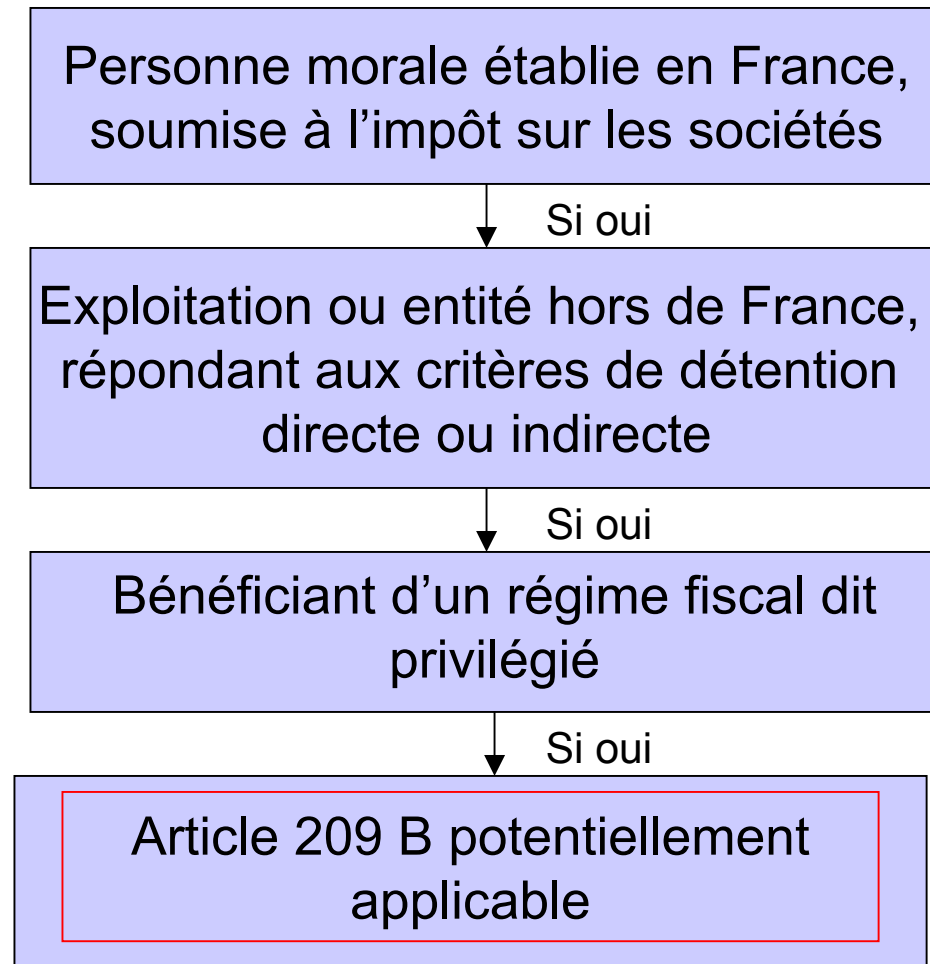 Personne morale établie en France,
soumise à l’impôt sur les sociétés
Si oui
Exploitation ou entité hors de France,
répondant aux critères de détention
directe ou indirecte
Si oui
Bénéficiant d’un régime fiscal dit
privilégié
Si oui
Article 209 B potentiellement
applicable